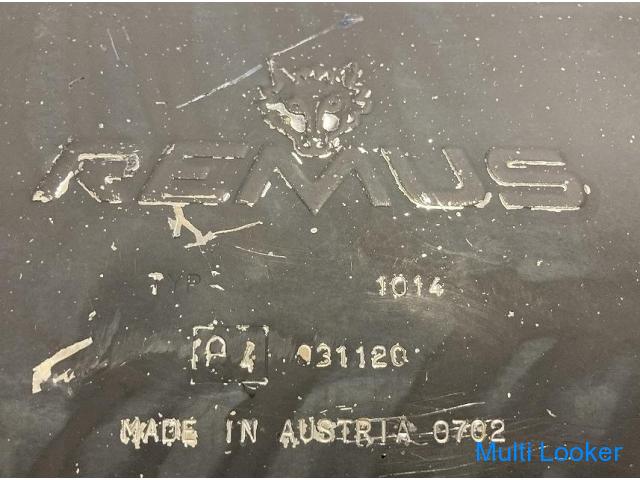 REMUS
TYP 1014
031120
MADE IN AUSTRIA 0702
Multi Looker